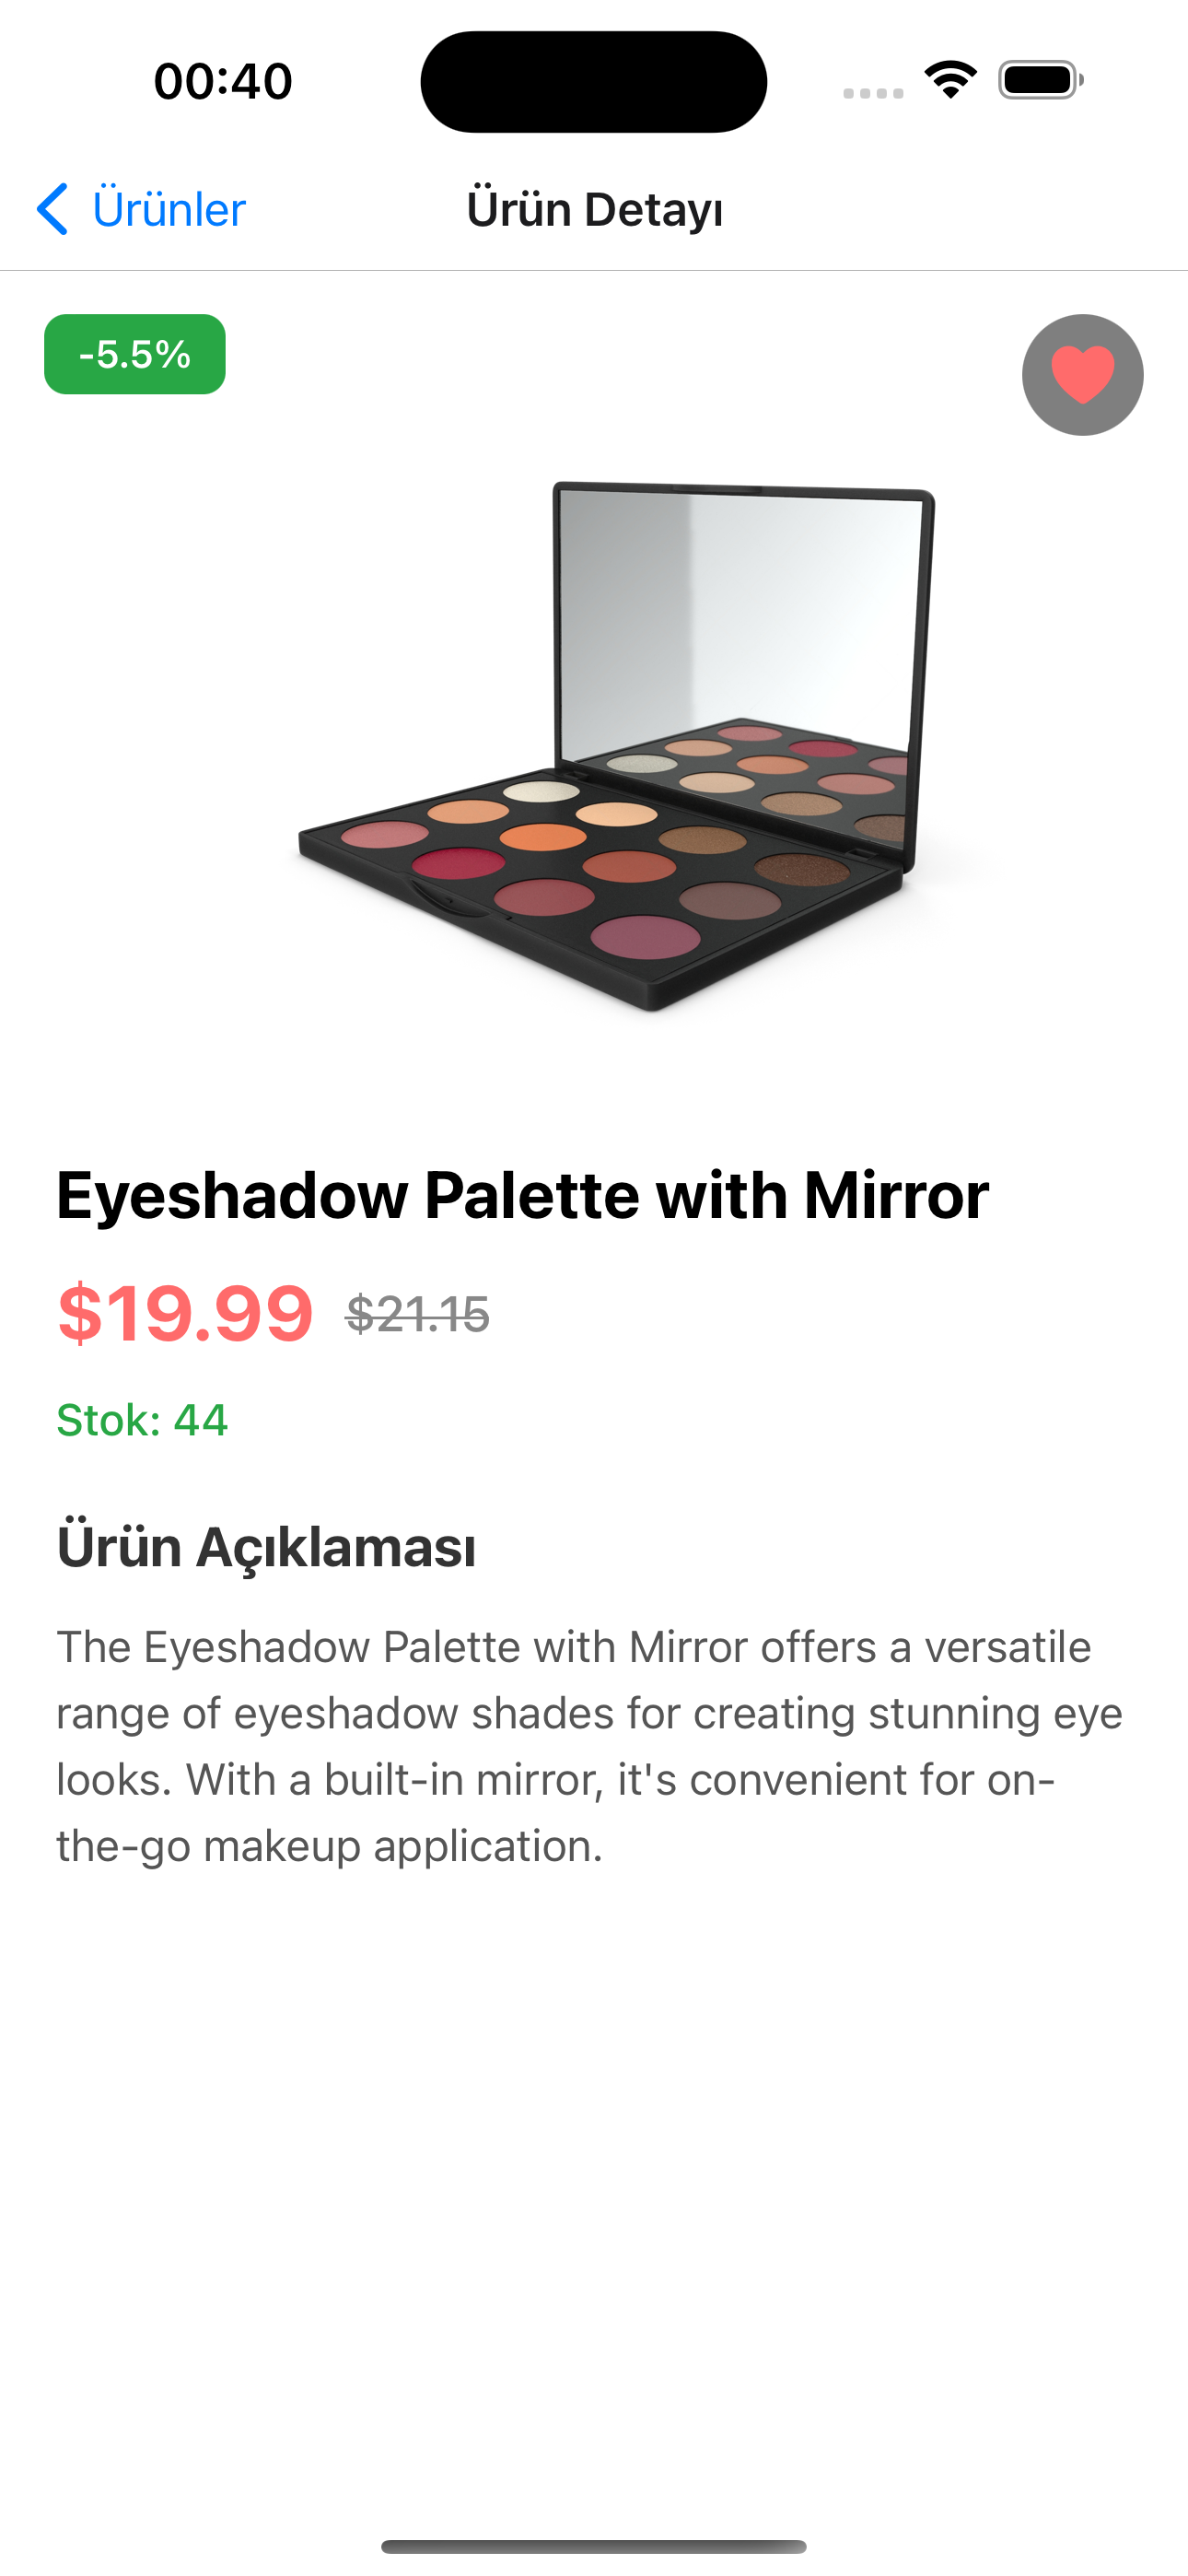 00:40
Ürünler
Ürün Detayı
-5.5%
Eyeshadow Palette with Mirror
$19.99 $21.15
Stok: 44
Ürün Açıklaması
The Eyeshadow Palette with Mirror offers a versatile
range of eyeshadow shades for creating stunning eye
looks. With a built-in mirror, it's convenient for on-
the-go makeup application.